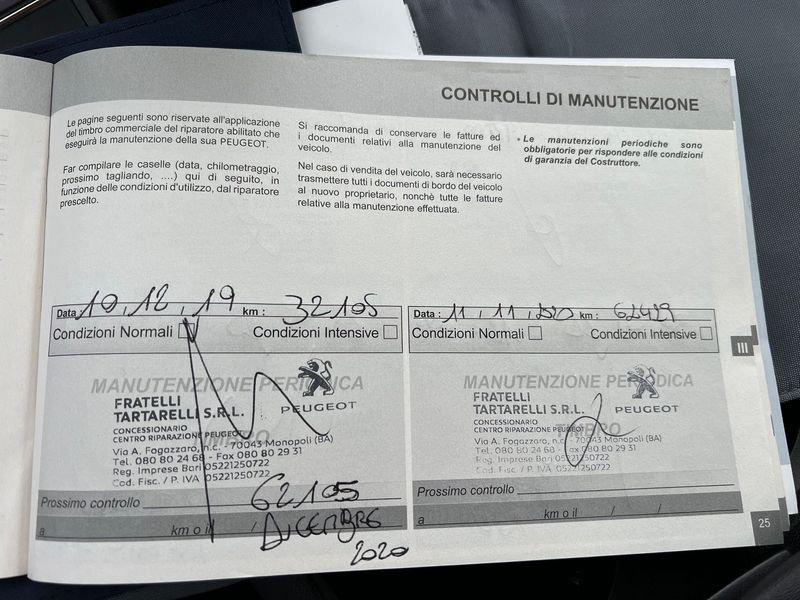 CONTROLLI DI MANUTENZIONE
Le pagine seguenti sono riservate all'applicazione
del timbro commerciale del riparatore abilitato che
eseguirà la manutenzione della sua PEUGEOT.
Far compilare le caselle (data, chilometraggio,
prossimo tagliando, ....) qui di seguito, in
funzione delle condizioni d'utilizzo, dal riparatore
prescelto.
Si raccomanda di conservare le fatture ed
i documenti relativi alla manutenzione del
veicolo.
Nel caso di vendita del veicolo, sarà necessario
trasmettere tutti i documenti di bordo del veicolo
al nuovo proprietario, nonchè tutte le fatture
relative alla manutenzione effettuata.
• Le manutenzioni periodiche sono
obbligatorie per rispondere alle condizioni
di garanzia del Costruttore.
Data: 10, 12, 19 km: 32105
Condizioni Normali Condizioni Intensive
MANUTENZIONE PERIODICA
FRATELLI
TARTARELLI S.R.L.
PEUGEOT
CONCESSIONARIO
CENTRO RIPARAZIONE PEUGEOT
TIMBRO
Via A. Fogazzaro, n.c. - 70043 Monopoli (BA)
Tel. 080 80 24 68 - Fax 080 80 29 31
Reg. Imprese Bari 05221250722
Cod. Fisc. / P. IVA 05221250722
Prossimo controllo 62105
a km o il / DICEMBRE
2020
Data: 11, 11, 2020 km: 62429
Condizioni Normali Condizioni Intensive
MANUTENZIONE PERIODICA
FRATELLI
TARTARELLI S.R.L.
PEUGEOT
CONCESSIONARIO
CENTRO RIPARAZIONE PEUGEOT
TIMBRO
Via A. Fogazzaro, n.c. - 70043 Monopoli (BA)
Tel. 080 80 24 68 - Fax 080 80 29 31
Reg. Imprese Bari 05221250722
Cod. Fisc. / P. IVA 05221250722
Prossimo controllo
a km o il / /
III
25